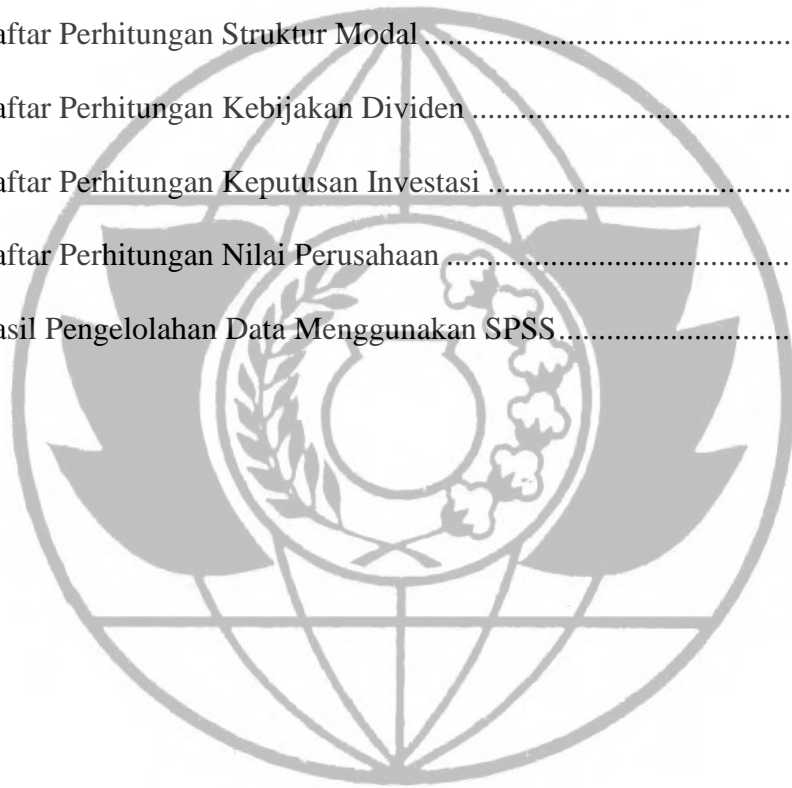 aftar Perhitungan Struktur Modal ..............................................
aftar Perhitungan Kebijakan Dividen ........................................
aftar Perhitungan Keputusan Investasi ......................................
aftar Perhitungan Nilai Perusahaan ...........................................
asil Pengelolahan Data Menggunakan SPSS.............................